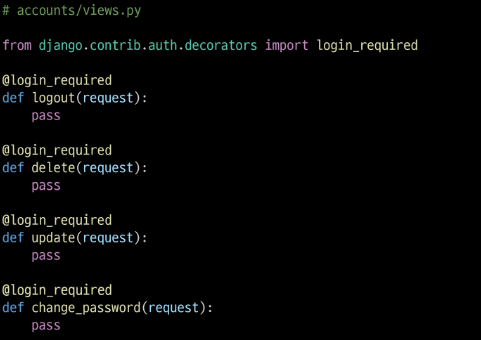 # accounts/views.py
from django.contrib.auth.decorators import login_required
@login_required
def logout(request):
    pass
@login_required
def delete(request):
    pass
@login_required
def update(request):
    pass
@login_required
def change_password(request):
    pass